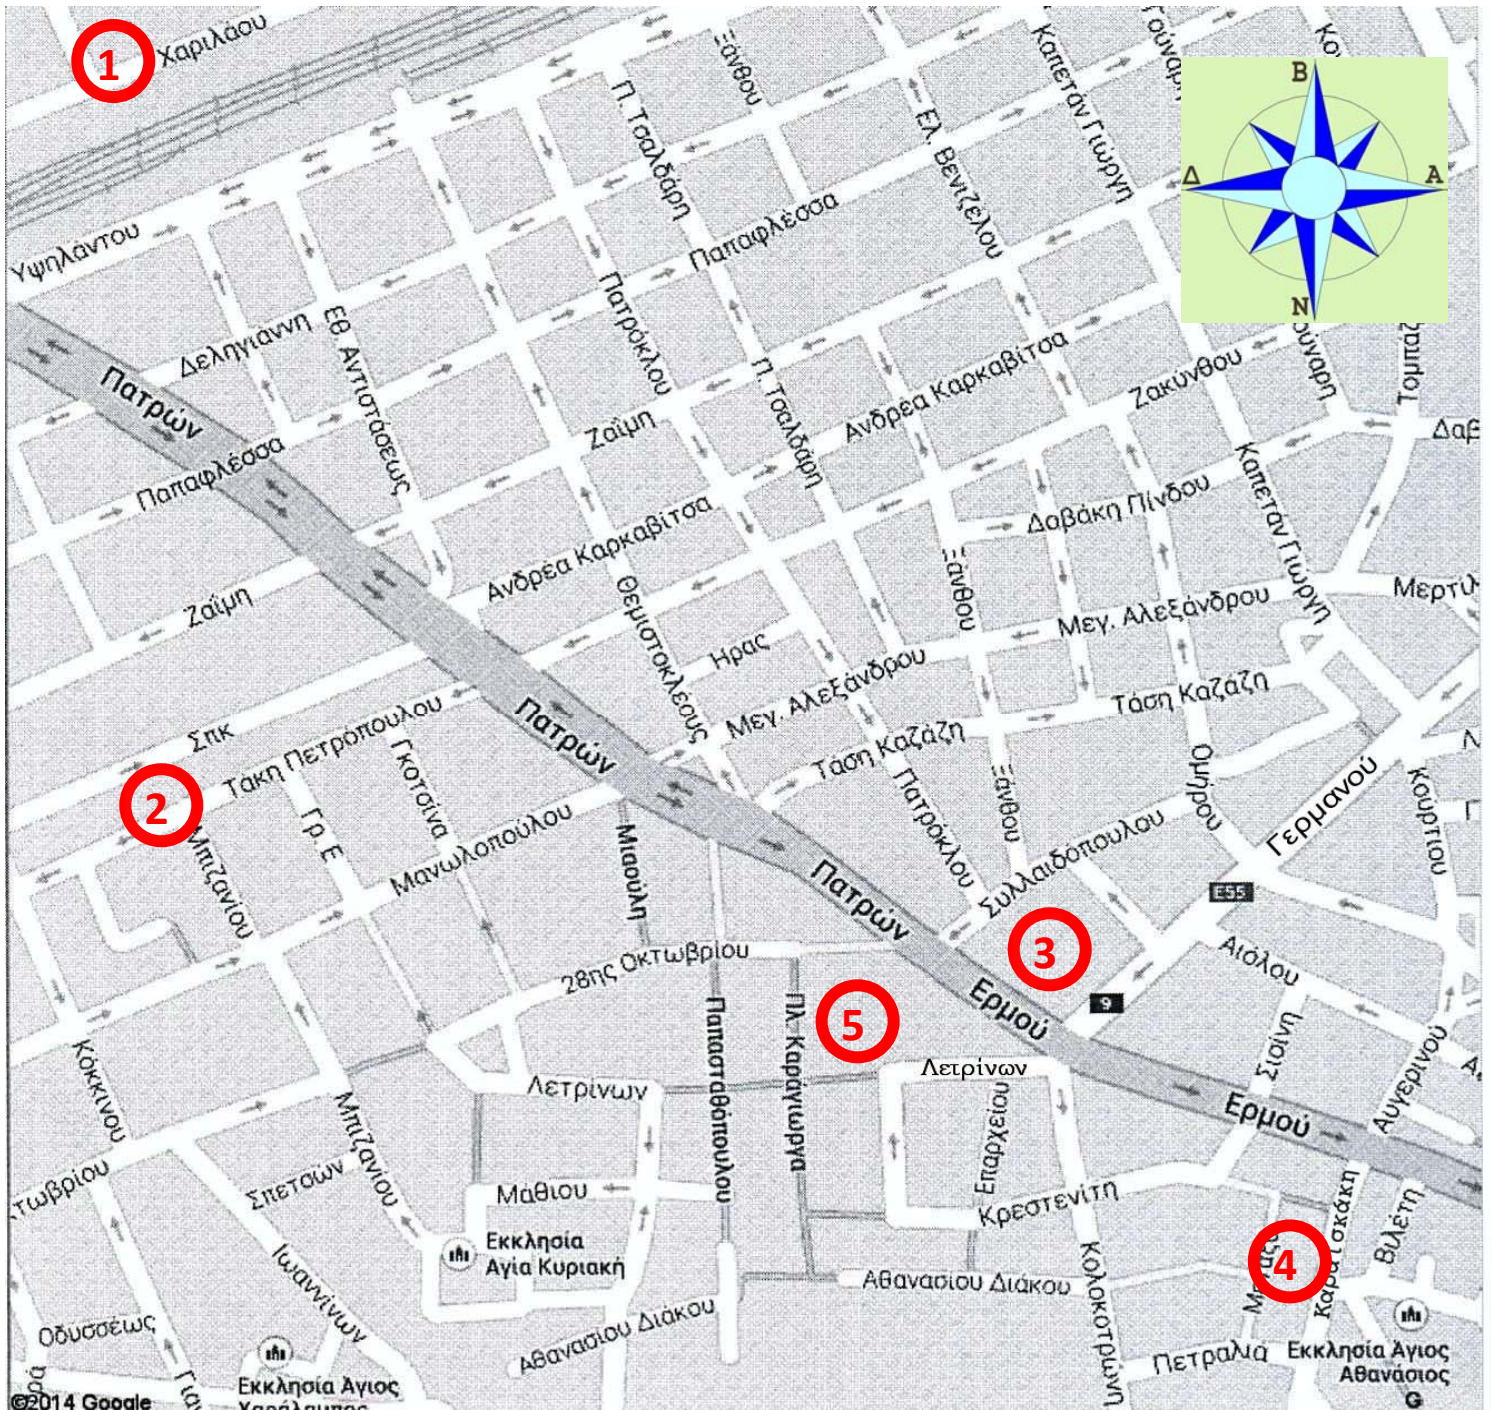 1
Χαριλάου
Ξάνθου
Π. Τσαλδάρη
Καπετάν Γιώργη
Ελ. Βενιζέλου
Β
Δ
Α
Ν
Υψηλάντου
Δεληγιάννη
Εθ. Αντιστάσεως
Πατρόκλου
Παπαφλέσσα
Πατρών
Παπαφλέσσα
Ζαΐμη
Π. Τσαλδάρη
Ανδρέα Καρκαβίτσα
Ζακύνθου
Ανδρέα Καρκαβίτσα
Δαβάκη Πίνδου
Καπετάν Γιώργη
Ζαΐμη
Θεμιστοκλέους
Ηρας
Ξάνθου
Μεγ. Αλεξάνδρου
Μεγ. Αλεξάνδρου
Σπκ
Τάκη Πετρόπουλου
Γκοτσίνα
Πατρών
Τάση Καζάζη
Τάση Καζάζη
2
Μπιζανίου
Γρ. Ε
Μανωλοπούλου
Μιαούλη
Πατρόκλου
Ξάνθου
Ομήρου
Γερμανού
Κουρτίου
Συλλαιδόπουλου
Πατρών
E55
3
Αιόλου
9
28ης Οκτωβρίου
Παπασταθόπουλου
Πλ. Καράγιωργα
5
Ερμού
Σισίνη
Αυγερινού
Κόκκινου
Λετρίνων
Λετρίνων
Επαρχείου
Ερμού
Μπιζανίου
Σπετσών
Μαθιου
Κρεστενίτη
Καραϊσκάκη
Βιλέτη
4
Εκκλησία
Αγία Κυριακή
Ιωαννίνων
Αθανασίου Διάκου
Αθανασίου Διάκου
Κολοκοτρώνη
Οδυσσέως
Πετραλιά
Εκκλησία Άγιος
Αθανάσιος
Εκκλησία Άγιος
©2014 Google